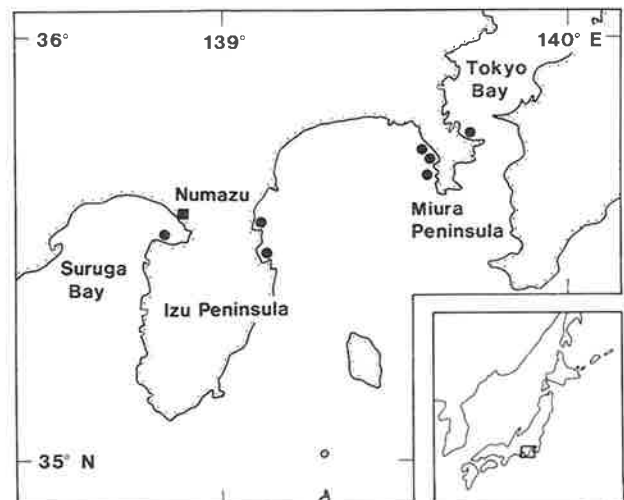 36°
139°
140° E
Tokyo
Bay
Numazu
Miura
Peninsula
Suruga
Bay
Izu Peninsula
35° N